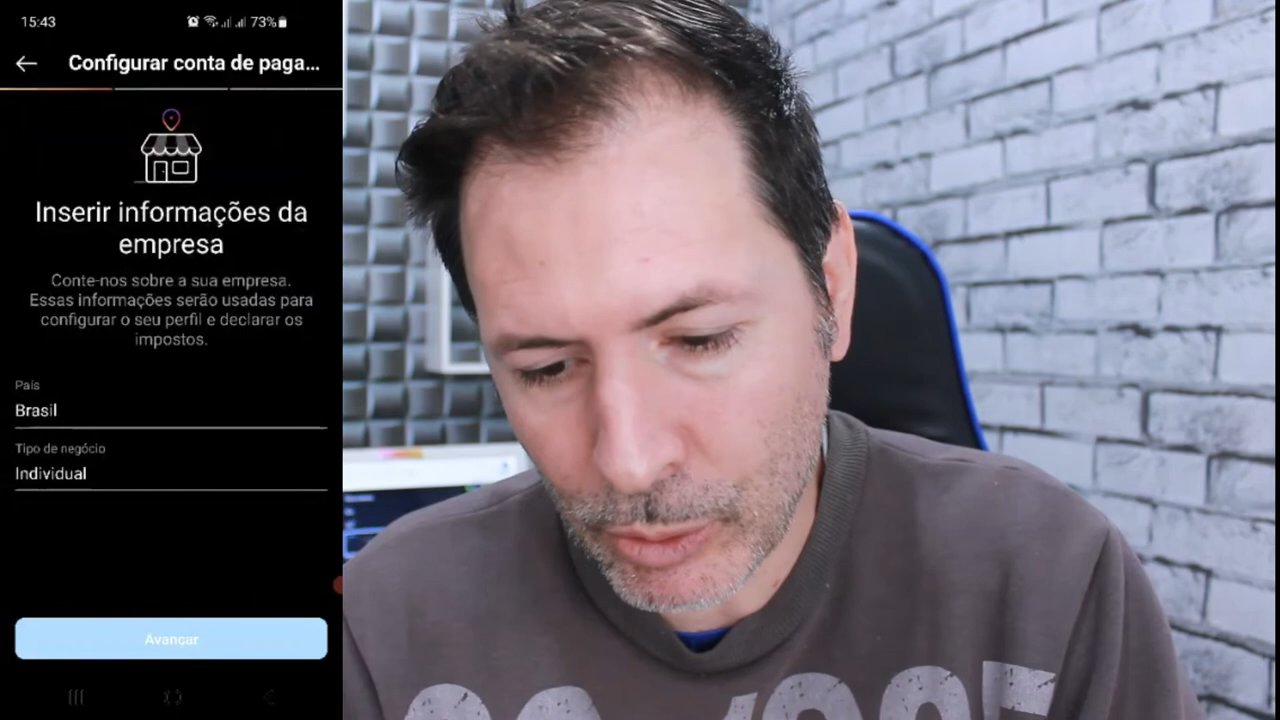 15:43
73%
Configurar conta de paga...
Inserir informações da
empresa
Conte-nos sobre a sua empresa.
Essas informações serão usadas para
configurar o seu perfil e declarar os
impostos.
País
Brasil
Tipo de negócio
Individual
Avançar